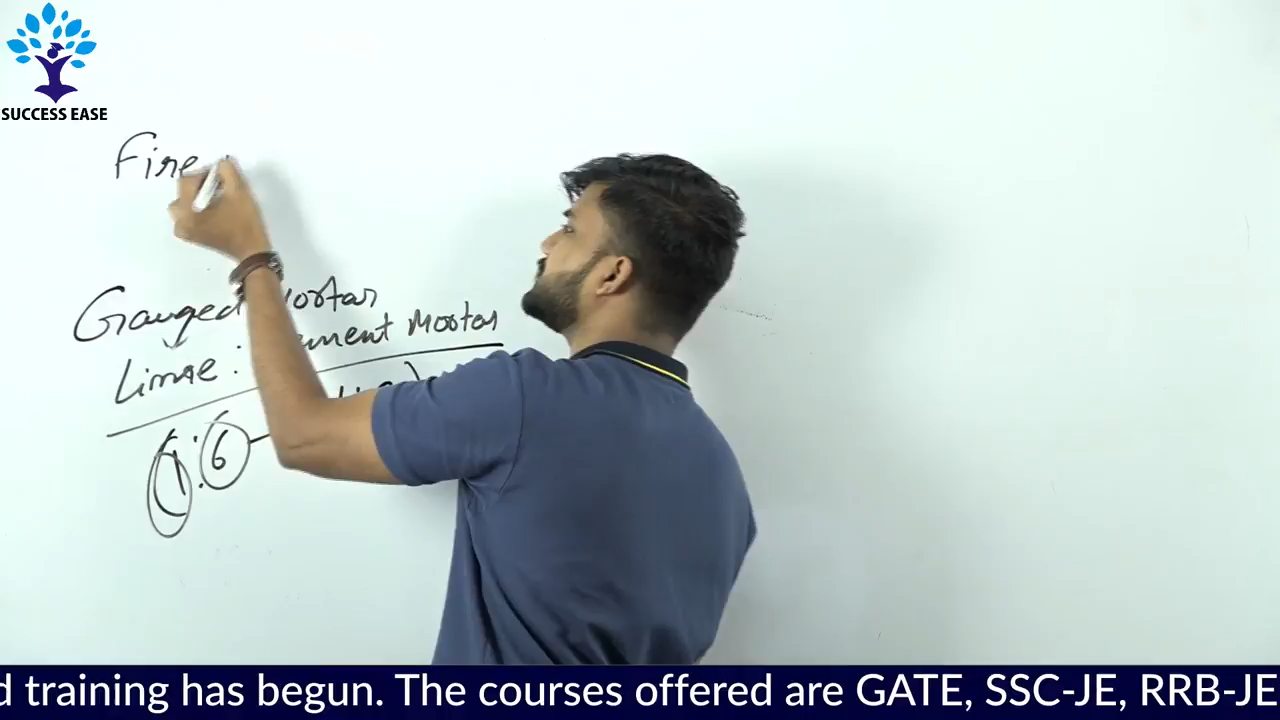 SUCCESS EASE
Fire
Gauged Mortar
Lime : Cement Mortar
1:6
d training has begun. The courses offered are GATE, SSC-JE, RRB-JE